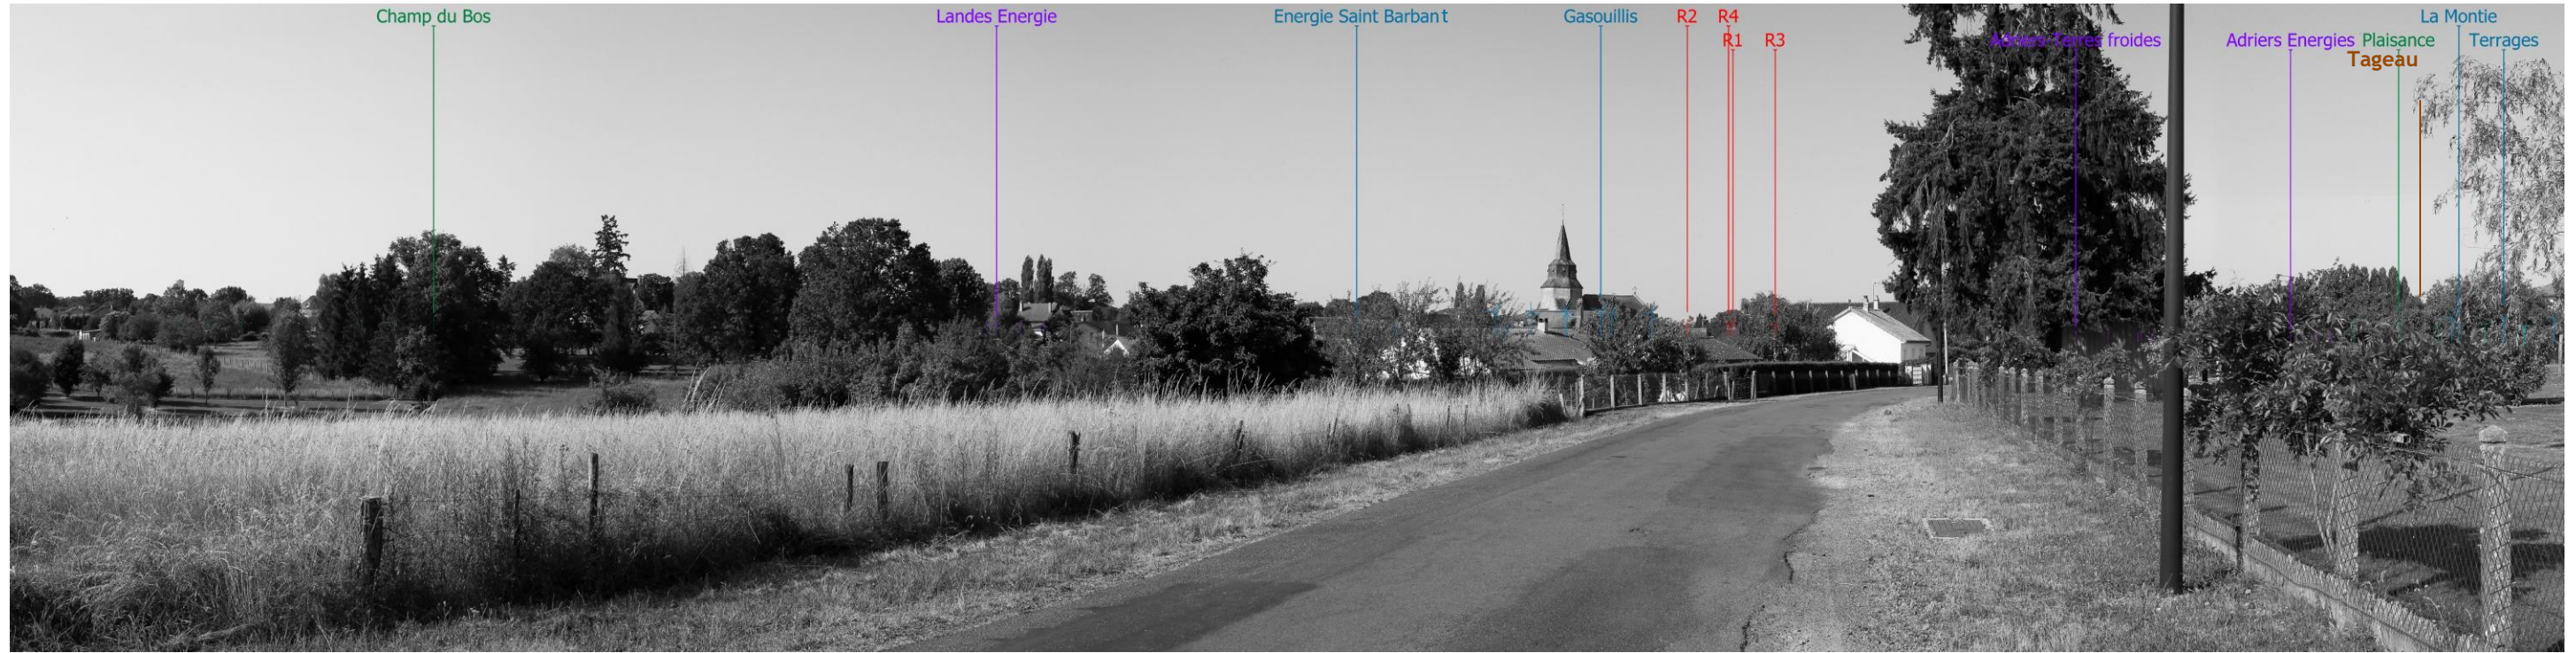 Champ du Bos
Landes Energie
Energie Saint Barbant
Gasouillis
R2
R4
R1
R3
Adriers Terres froides
Adriers Energies
Plaisance
Tageau
La Montie
Terrages